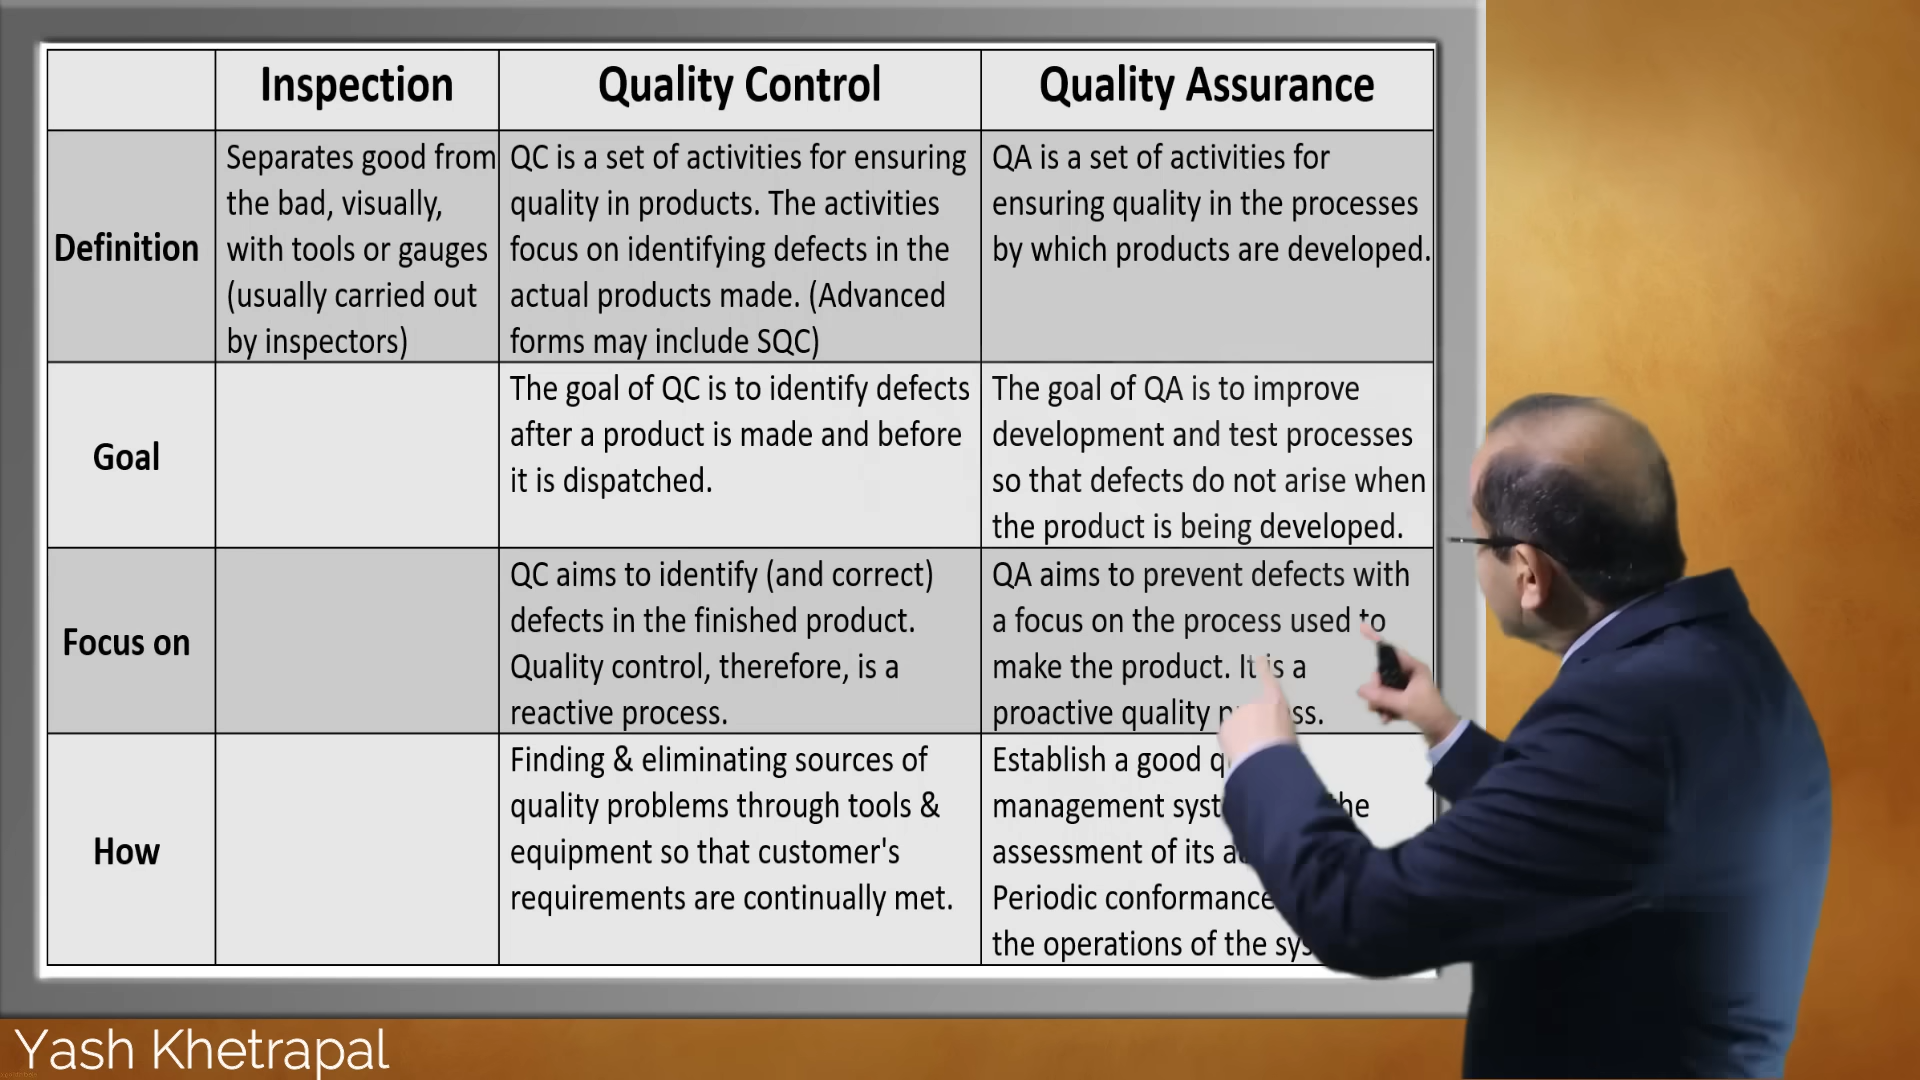 Inspection
Quality Control
Quality Assurance
Definition
Separates good from
the bad, visually,
with tools or gauges
(usually carried out
by inspectors)
QC is a set of activities for ensuring
quality in products. The activities
focus on identifying defects in the
actual products made. (Advanced
forms may include SQC)
QA is a set of activities for
ensuring quality in the processes
by which products are developed.
Goal
The goal of QC is to identify defects
after a product is made and before
it is dispatched.
The goal of QA is to improve
development and test processes
so that defects do not arise when
the product is being developed.
Focus on
QC aims to identify (and correct)
defects in the finished product.
Quality control, therefore, is a
reactive process.
QA aims to prevent defects with
a focus on the process used to
make the product. It is a
proactive quality
How
Finding & eliminating sources of
quality problems through tools &
equipment so that customer's
requirements are continually met.
Establish a good
management
assessment of its
Periodic conformance
the operations of the
Yash Khetrapal